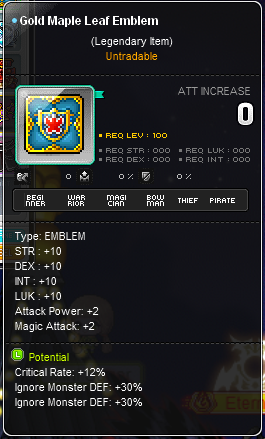 Gold Maple Leaf Emblem
(Legendary Item)
Untradable
ATT INCREASE
0
REQ LEV : 100
REQ STR : 000 REQ LUK : 000
REQ DEX : 000 REQ INT : 000
0 0 % 0 %
BEGINNER WARRIOR MAGICIAN BOWMAN THIEF PIRATE
Type: EMBLEM
STR : +10
DEX : +10
INT : +10
LUK : +10
Attack Power: +2
Magic Attack: +2
L Potential
Critical Rate: +12%
Ignore Monster DEF: +30%
Ignore Monster DEF: +30%